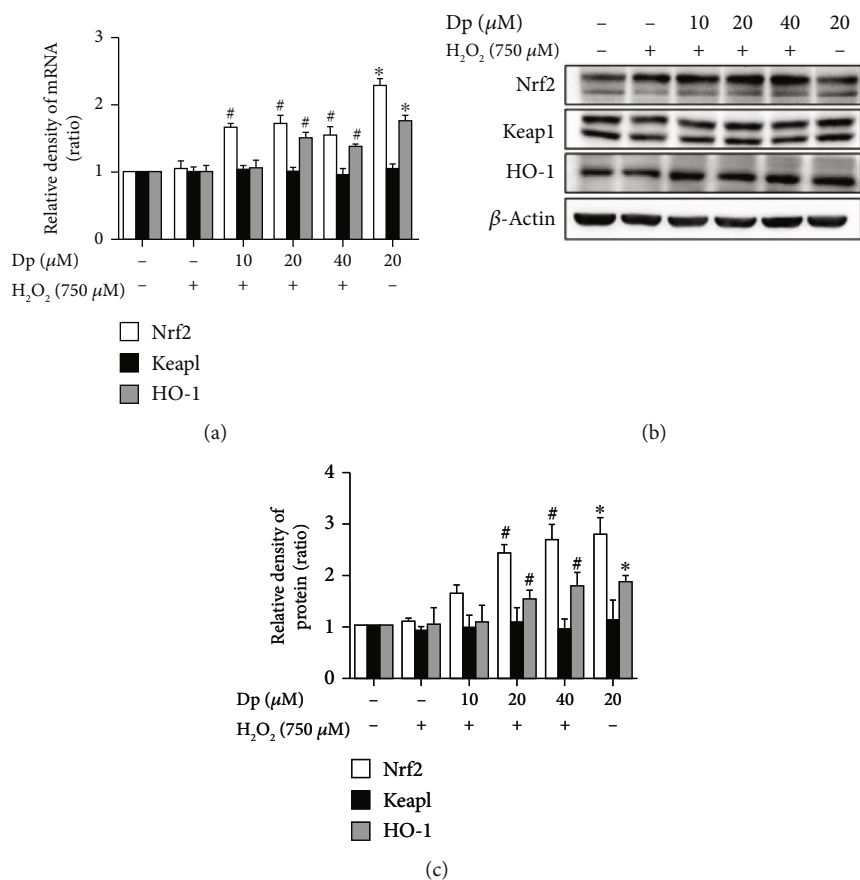 3
2
1
0
Relative density of mRNA
(ratio)
# # # # # * *
Dp (μM) – – 10 20 40 20
H₂O₂ (750 μM) – + + + + –
Nrf2
Keapl
HO-1
(a)
Dp (μM) – – 10 20 40 20
H₂O₂ (750 μM) – + + + + –
Nrf2
Keap1
HO-1
β-Actin
(b)
4
3
2
1
0
Relative density of
protein (ratio)
# # # # * *
Dp (μM) – – 10 20 40 20
H₂O₂ (750 μM) – + + + + –
Nrf2
Keapl
HO-1
(c)